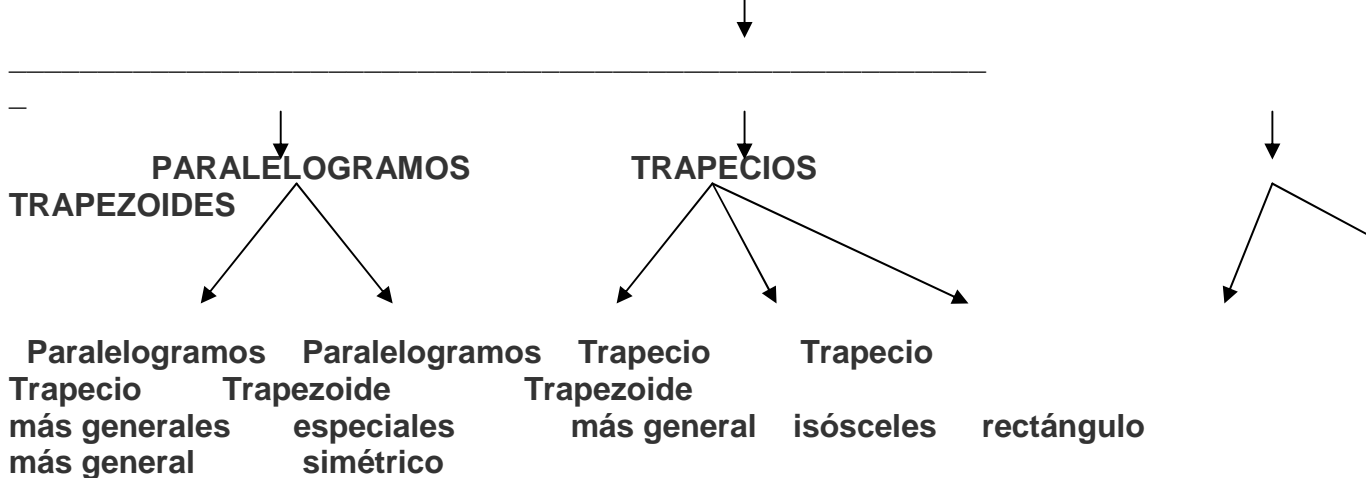 _______________________________________________________
_
PARALELOGRAMOS TRAPECIOS
TRAPEZOIDES
Paralelogramos Paralelogramos Trapecio Trapecio
Trapecio Trapezoide Trapezoide
más generales especiales más general isósceles rectángulo
más general simétrico